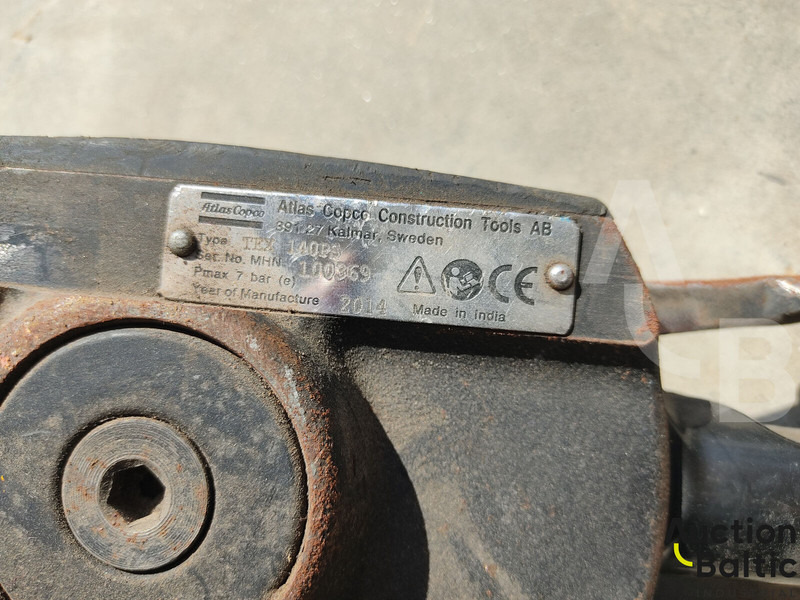 Atlas Copco
Atlas Copco Construction Tools AB
391 27 Kalmar, Sweden
Type TEX 140PS
Ser. No. MHN 100369
Pmax 7 bar (e)
Year of Manufacture 2014
CE
Made in India
AB
Auction
Baltic